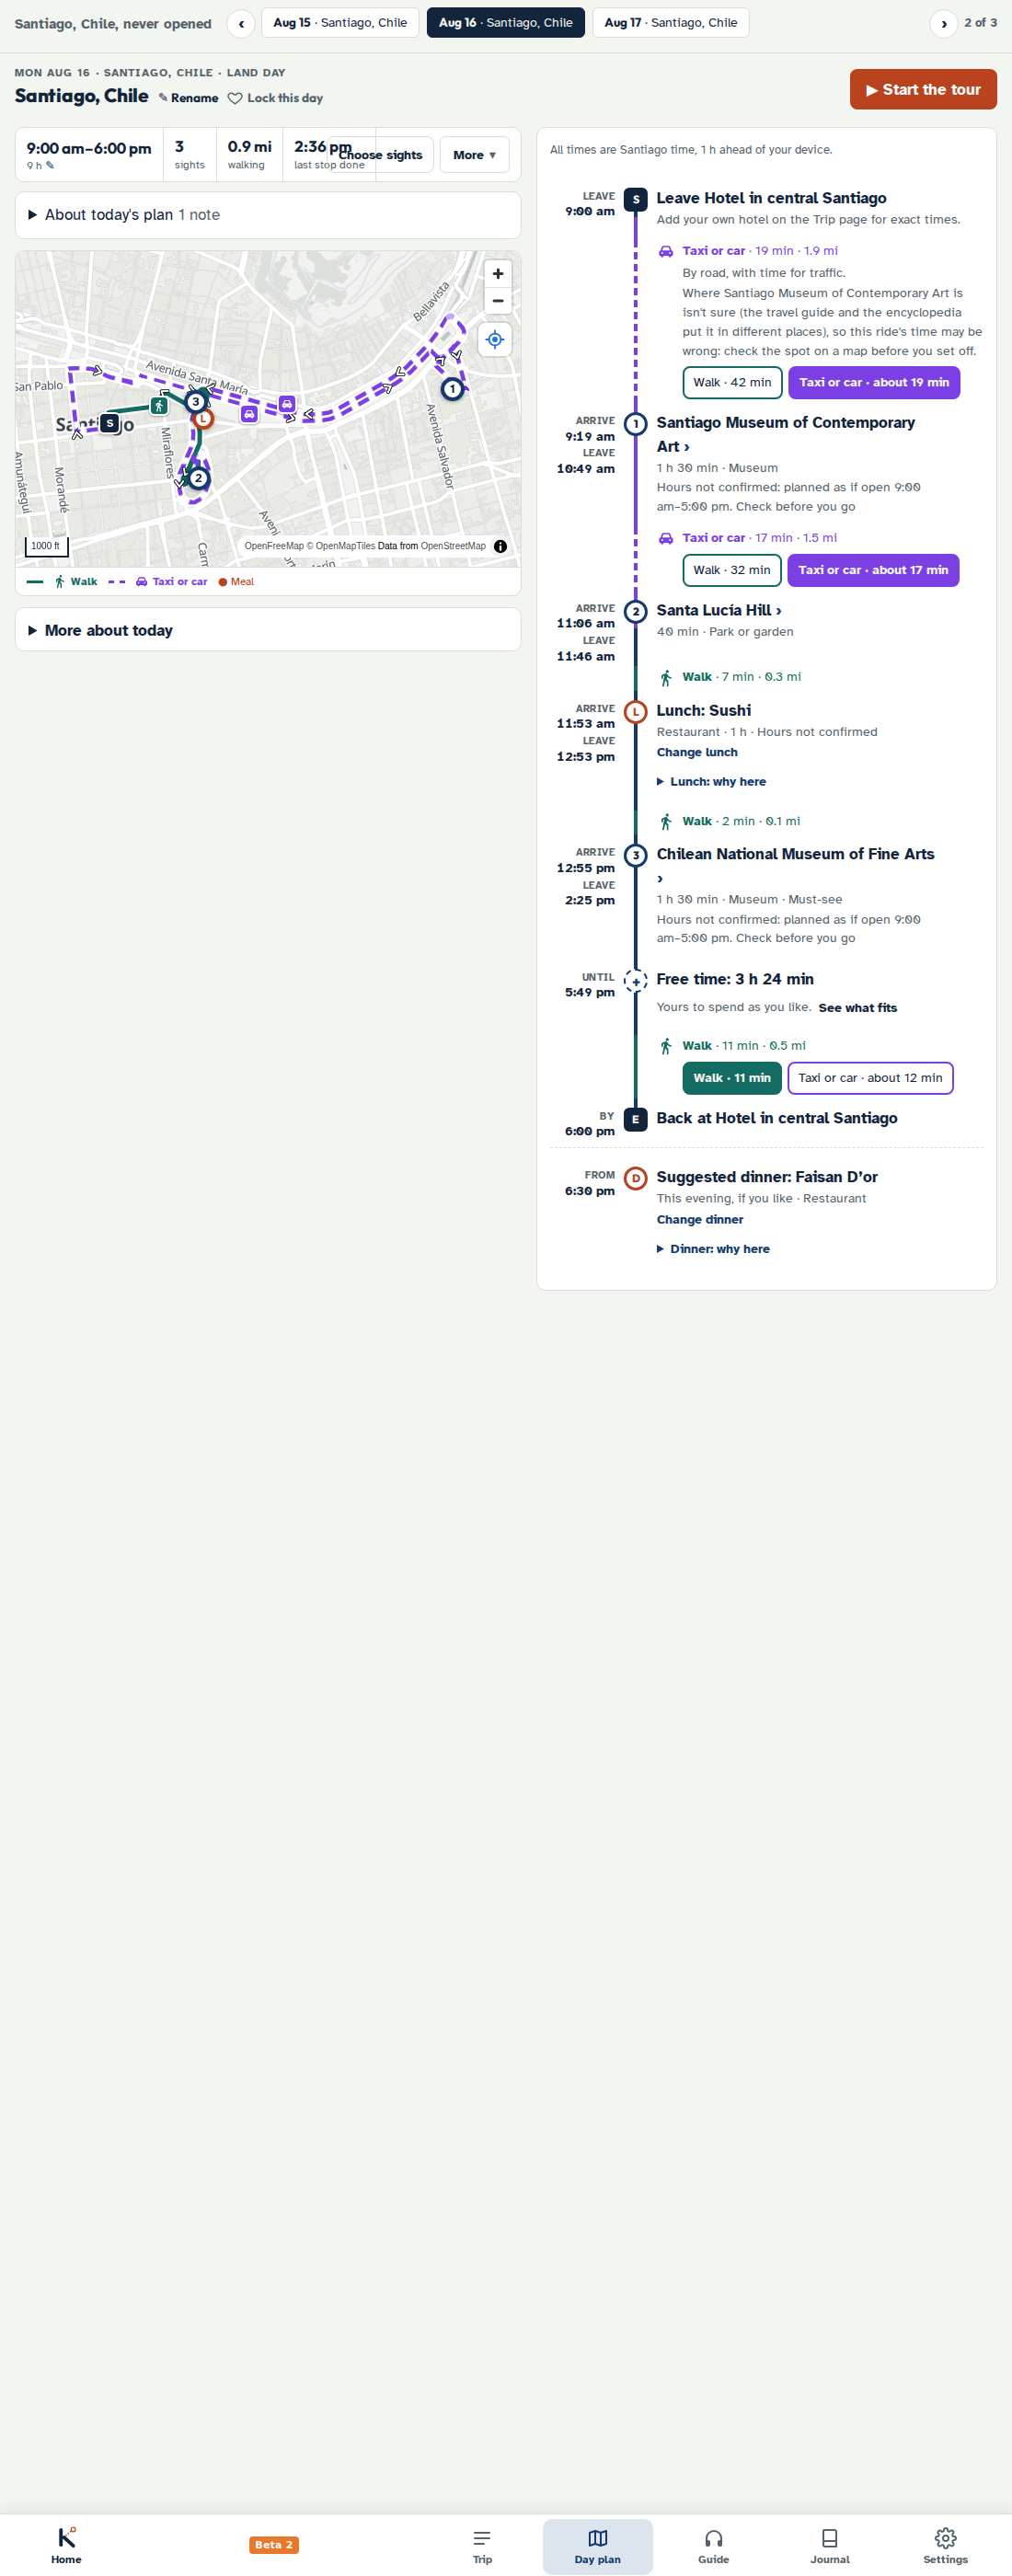 Santiago, Chile, never opened
‹
Aug 15 · Santiago, Chile
Aug 16 · Santiago, Chile
Aug 17 · Santiago, Chile
›
2 of 3
MON AUG 16 · SANTIAGO, CHILE · LAND DAY
Santiago, Chile ✎ Rename Lock this day
▶ Start the tour
9:00 am–6:00 pm
9 h ✎
3
sights
0.9 mi
walking
2:36 pm
last stop done
Choose sights
More ▾
▶ About today's plan 1 note
Bellavista
Avenida Santa María
San Pablo
Santiago
Amunátegui
Morandé
Miraflores
Avenida Salvador
S
3
L
2
1
+
−
1000 ft
OpenFreeMap © OpenMapTiles Data from OpenStreetMap
Walk
Taxi or car
Meal
▶ More about today
All times are Santiago time, 1 h ahead of your device.
LEAVE
9:00 am
S
Leave Hotel in central Santiago
Add your own hotel on the Trip page for exact times.
Taxi or car · 19 min · 1.9 mi
By road, with time for traffic.
Where Santiago Museum of Contemporary Art is
isn't sure (the travel guide and the encyclopedia
put it in different places), so this ride's time may be
wrong: check the spot on a map before you set off.
Walk · 42 min
Taxi or car · about 19 min
ARRIVE
9:19 am
LEAVE
10:49 am
1
Santiago Museum of Contemporary
Art ›
1 h 30 min · Museum
Hours not confirmed: planned as if open 9:00
am–5:00 pm. Check before you go
Taxi or car · 17 min · 1.5 mi
Walk · 32 min
Taxi or car · about 17 min
ARRIVE
11:06 am
LEAVE
11:46 am
2
Santa Lucía Hill ›
40 min · Park or garden
Walk · 7 min · 0.3 mi
ARRIVE
11:53 am
LEAVE
12:53 pm
L
Lunch: Sushi
Restaurant · 1 h · Hours not confirmed
Change lunch
▶ Lunch: why here
Walk · 2 min · 0.1 mi
ARRIVE
12:55 pm
LEAVE
2:25 pm
3
Chilean National Museum of Fine Arts
›
1 h 30 min · Museum · Must-see
Hours not confirmed: planned as if open 9:00
am–5:00 pm. Check before you go
UNTIL
5:49 pm
+
Free time: 3 h 24 min
Yours to spend as you like. See what fits
Walk · 11 min · 0.5 mi
Walk · 11 min
Taxi or car · about 12 min
BY
6:00 pm
E
Back at Hotel in central Santiago
FROM
6:30 pm
D
Suggested dinner: Faisan D’or
This evening, if you like · Restaurant
Change dinner
▶ Dinner: why here
Home
Beta 2
Trip
Day plan
Guide
Journal
Settings